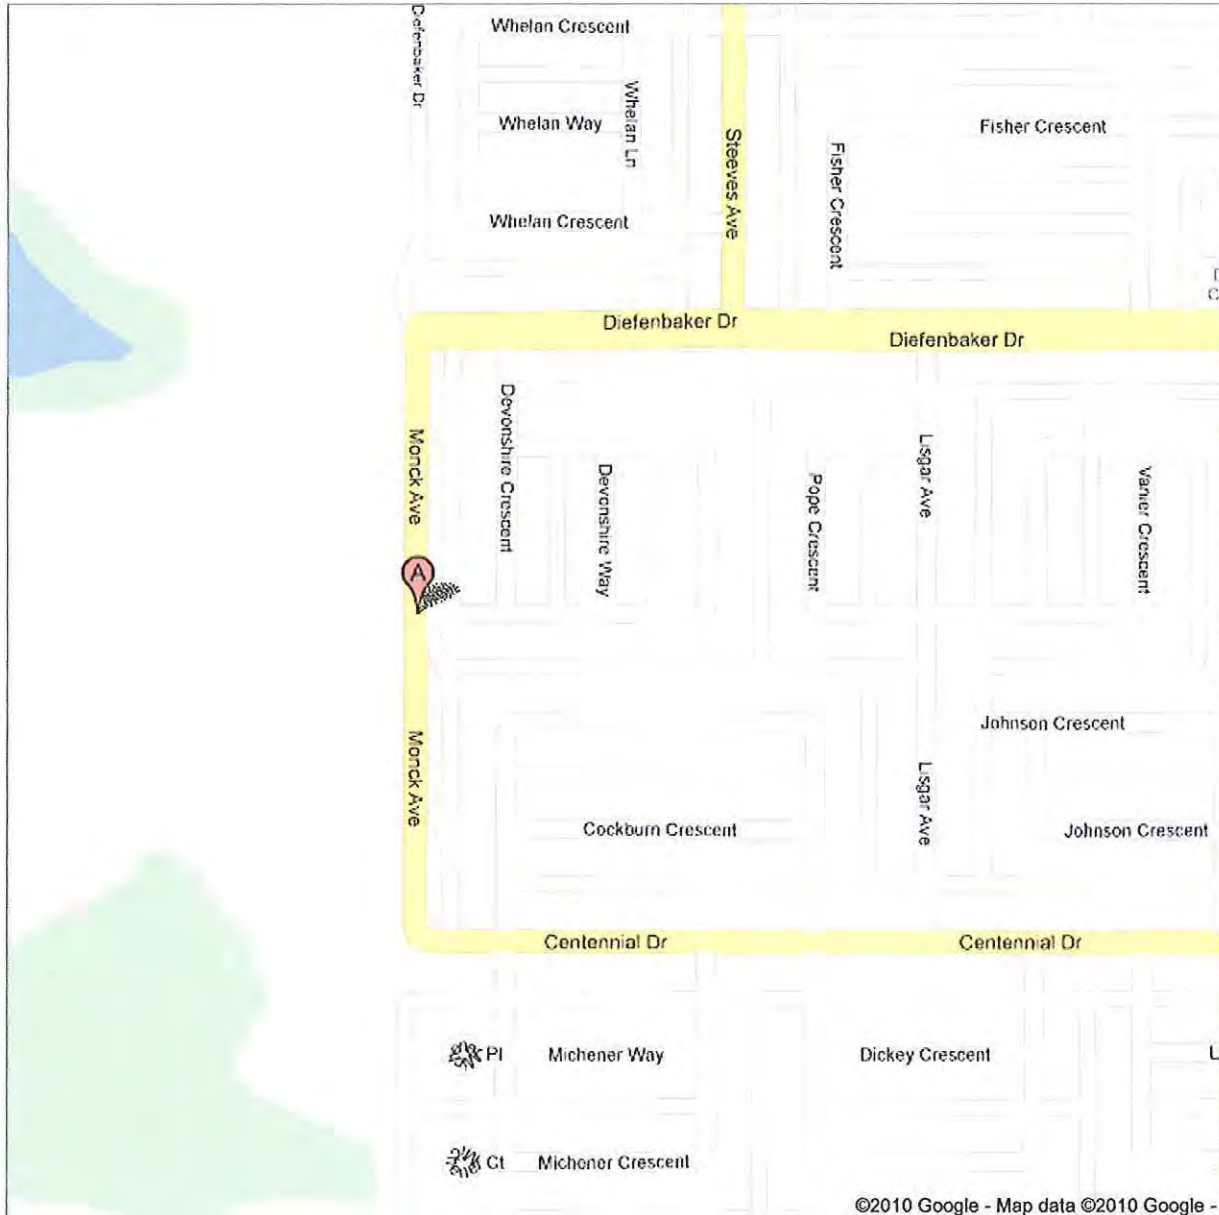 Diefenbaker Dr
Whelan Crescent
Whelan Way
Whelan Ln
Steeves Ave
Fisher Crescent
Fisher Crescent
Whelan Crescent
Diefenbaker Dr
Diefenbaker Dr
Devonshire Crescent
Monck Ave
Devonshire Way
Pope Crescent
Lisgar Ave
Vanier Crescent
A
Monck Ave
Johnson Crescent
Lisgar Ave
Cockburn Crescent
Johnson Crescent
Centennial Dr
Centennial Dr
Pl
Michener Way
Dickey Crescent
L
Ct
Michener Crescent
©2010 Google - Map data ©2010 Google -